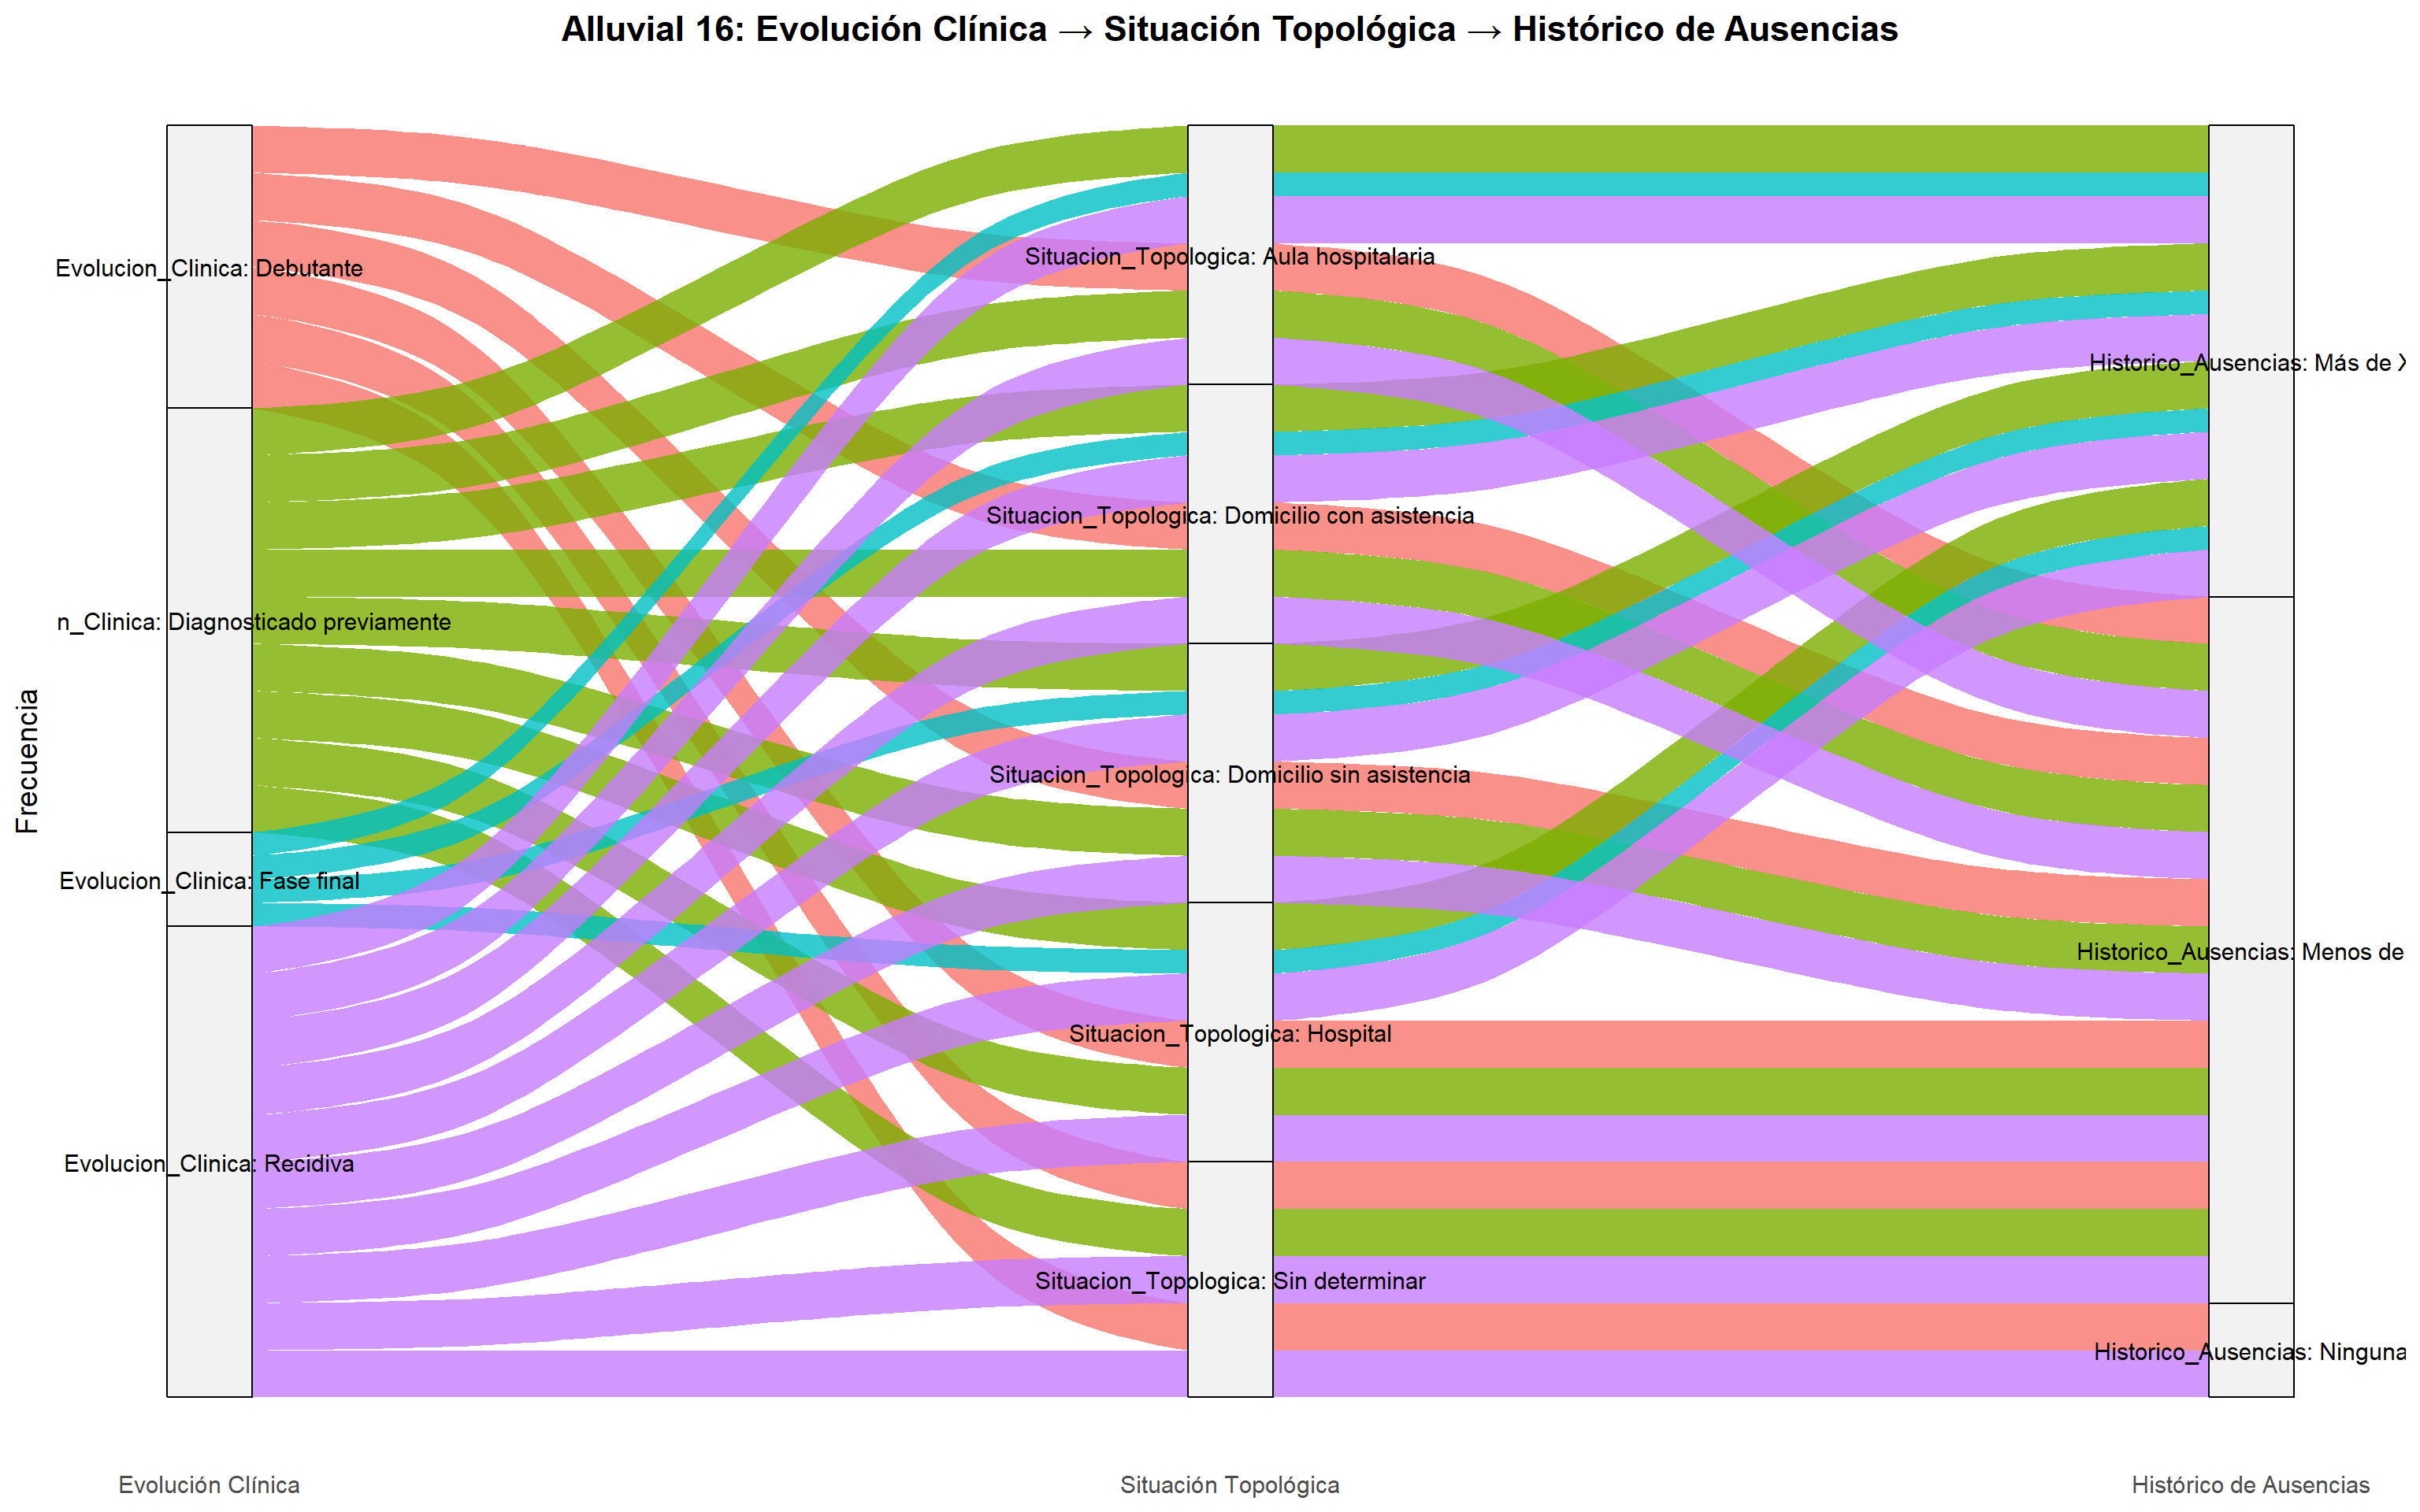 Alluvial 16: Evolución Clínica → Situación Topológica → Histórico de Ausencias
Frecuencia
Evolucion_Clinica: Debutante
n_Clinica: Diagnosticado previamente
Evolucion_Clinica: Fase final
Evolucion_Clinica: Recidiva
Situacion_Topologica: Aula hospitalaria
Situacion_Topologica: Domicilio con asistencia
Situacion_Topologica: Domicilio sin asistencia
Situacion_Topologica: Hospital
Situacion_Topologica: Sin determinar
Historico_Ausencias: Más de X
Historico_Ausencias: Menos de
Historico_Ausencias: Ninguna
Evolución Clínica
Situación Topológica
Histórico de Ausencias